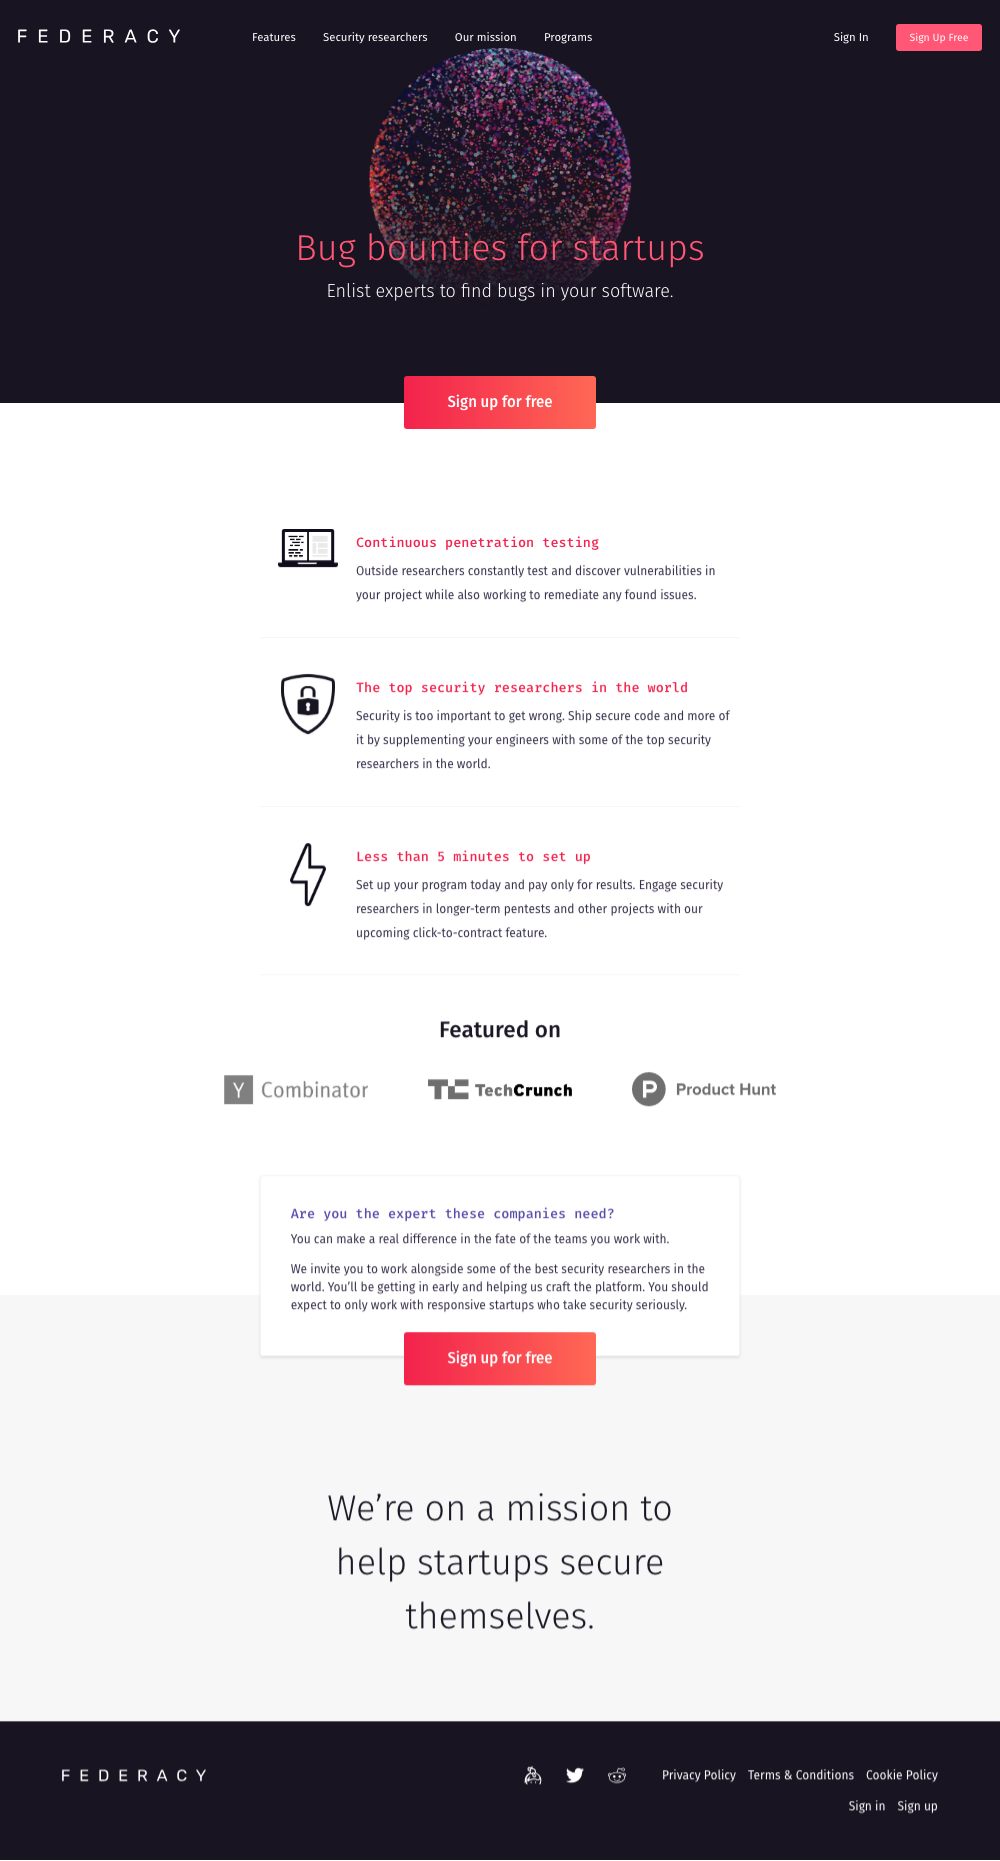 FEDERACY
Features Security researchers Our mission Programs
Sign In Sign Up Free
Bug bounties for startups
Enlist experts to find bugs in your software.
Sign up for free
Continuous penetration testing
Outside researchers constantly test and discover vulnerabilities in
your project while also working to remediate any found issues.
The top security researchers in the world
Security is too important to get wrong. Ship secure code and more of
it by supplementing your engineers with some of the top security
researchers in the world.
Less than 5 minutes to set up
Set up your program today and pay only for results. Engage security
researchers in longer-term pentests and other projects with our
upcoming click-to-contract feature.
Featured on
Y Combinator
TC TechCrunch
P Product Hunt
Are you the expert these companies need?
You can make a real difference in the fate of the teams you work with.
We invite you to work alongside some of the best security researchers in the
world. You’ll be getting in early and helping us craft the platform. You should
expect to only work with responsive startups who take security seriously.
Sign up for free
We’re on a mission to
help startups secure
themselves.
FEDERACY
Privacy Policy Terms & Conditions Cookie Policy
Sign in Sign up